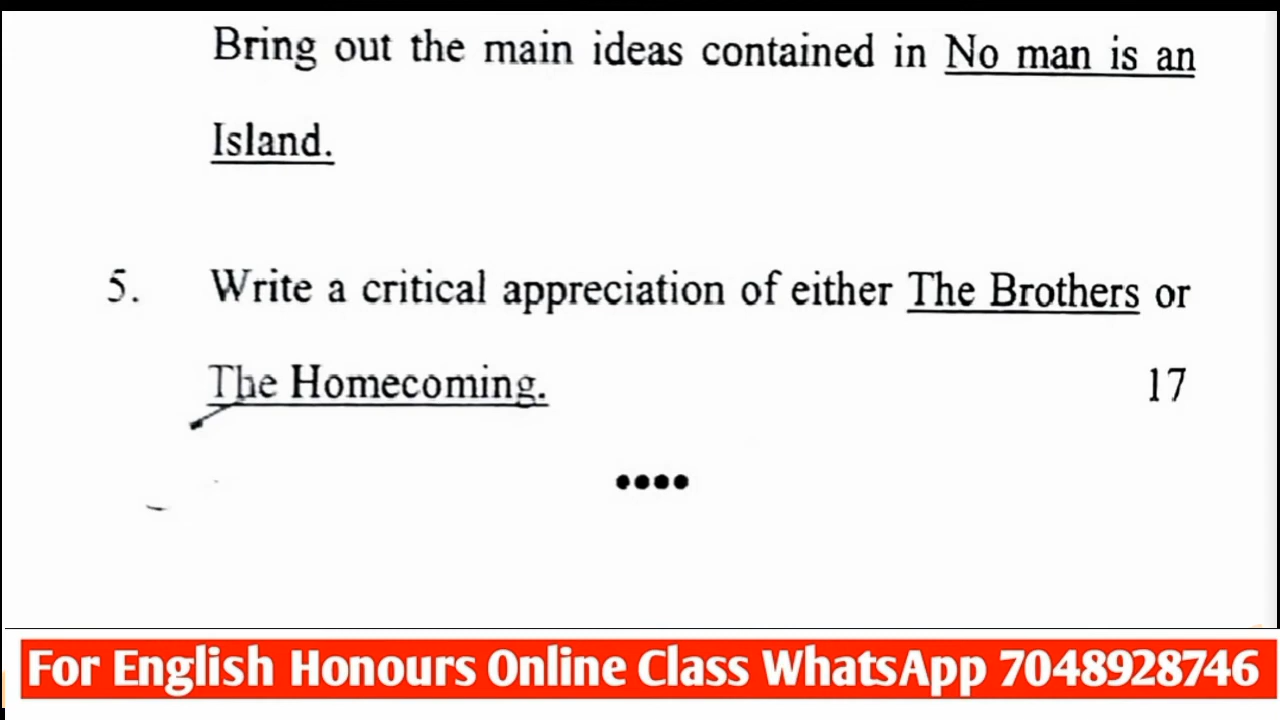 Bring out the main ideas contained in No man is an
Island.
5. Write a critical appreciation of either The Brothers or
The Homecoming. 17
••••
For English Honours Online Class WhatsApp 7048928746